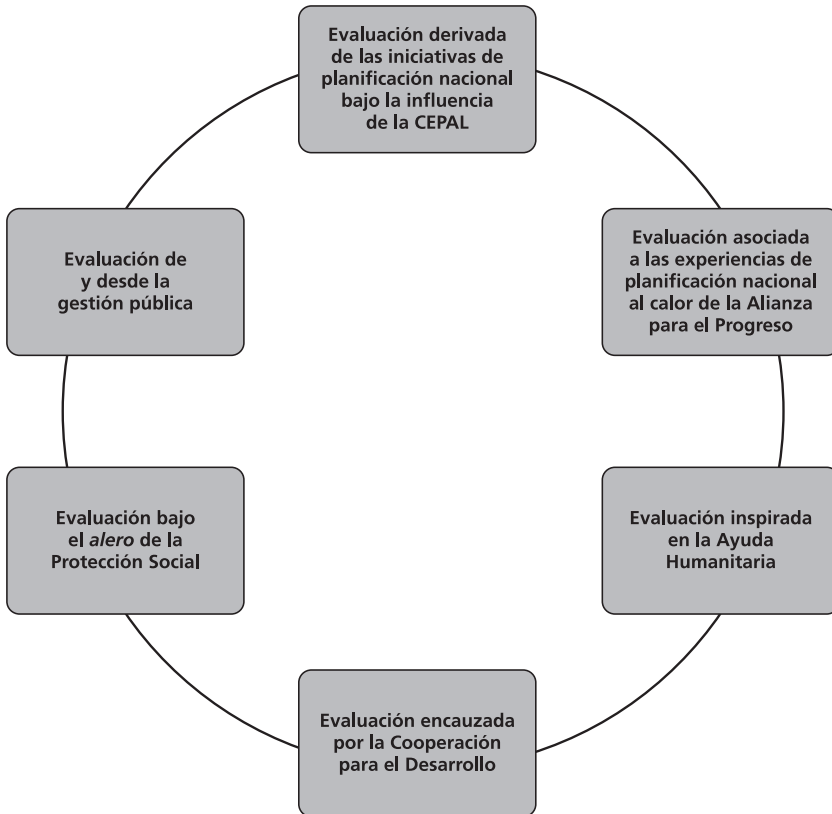 Evaluación derivada
de las iniciativas de
planificación nacional
bajo la influencia
de la CEPAL
Evaluación asociada
a las experiencias de
planificación nacional
al calor de la Alianza
para el Progreso
Evaluación inspirada
en la Ayuda
Humanitaria
Evaluación encauzada
por la Cooperación
para el Desarrollo
Evaluación bajo
el alero de la
Protección Social
Evaluación de
y desde la
gestión pública